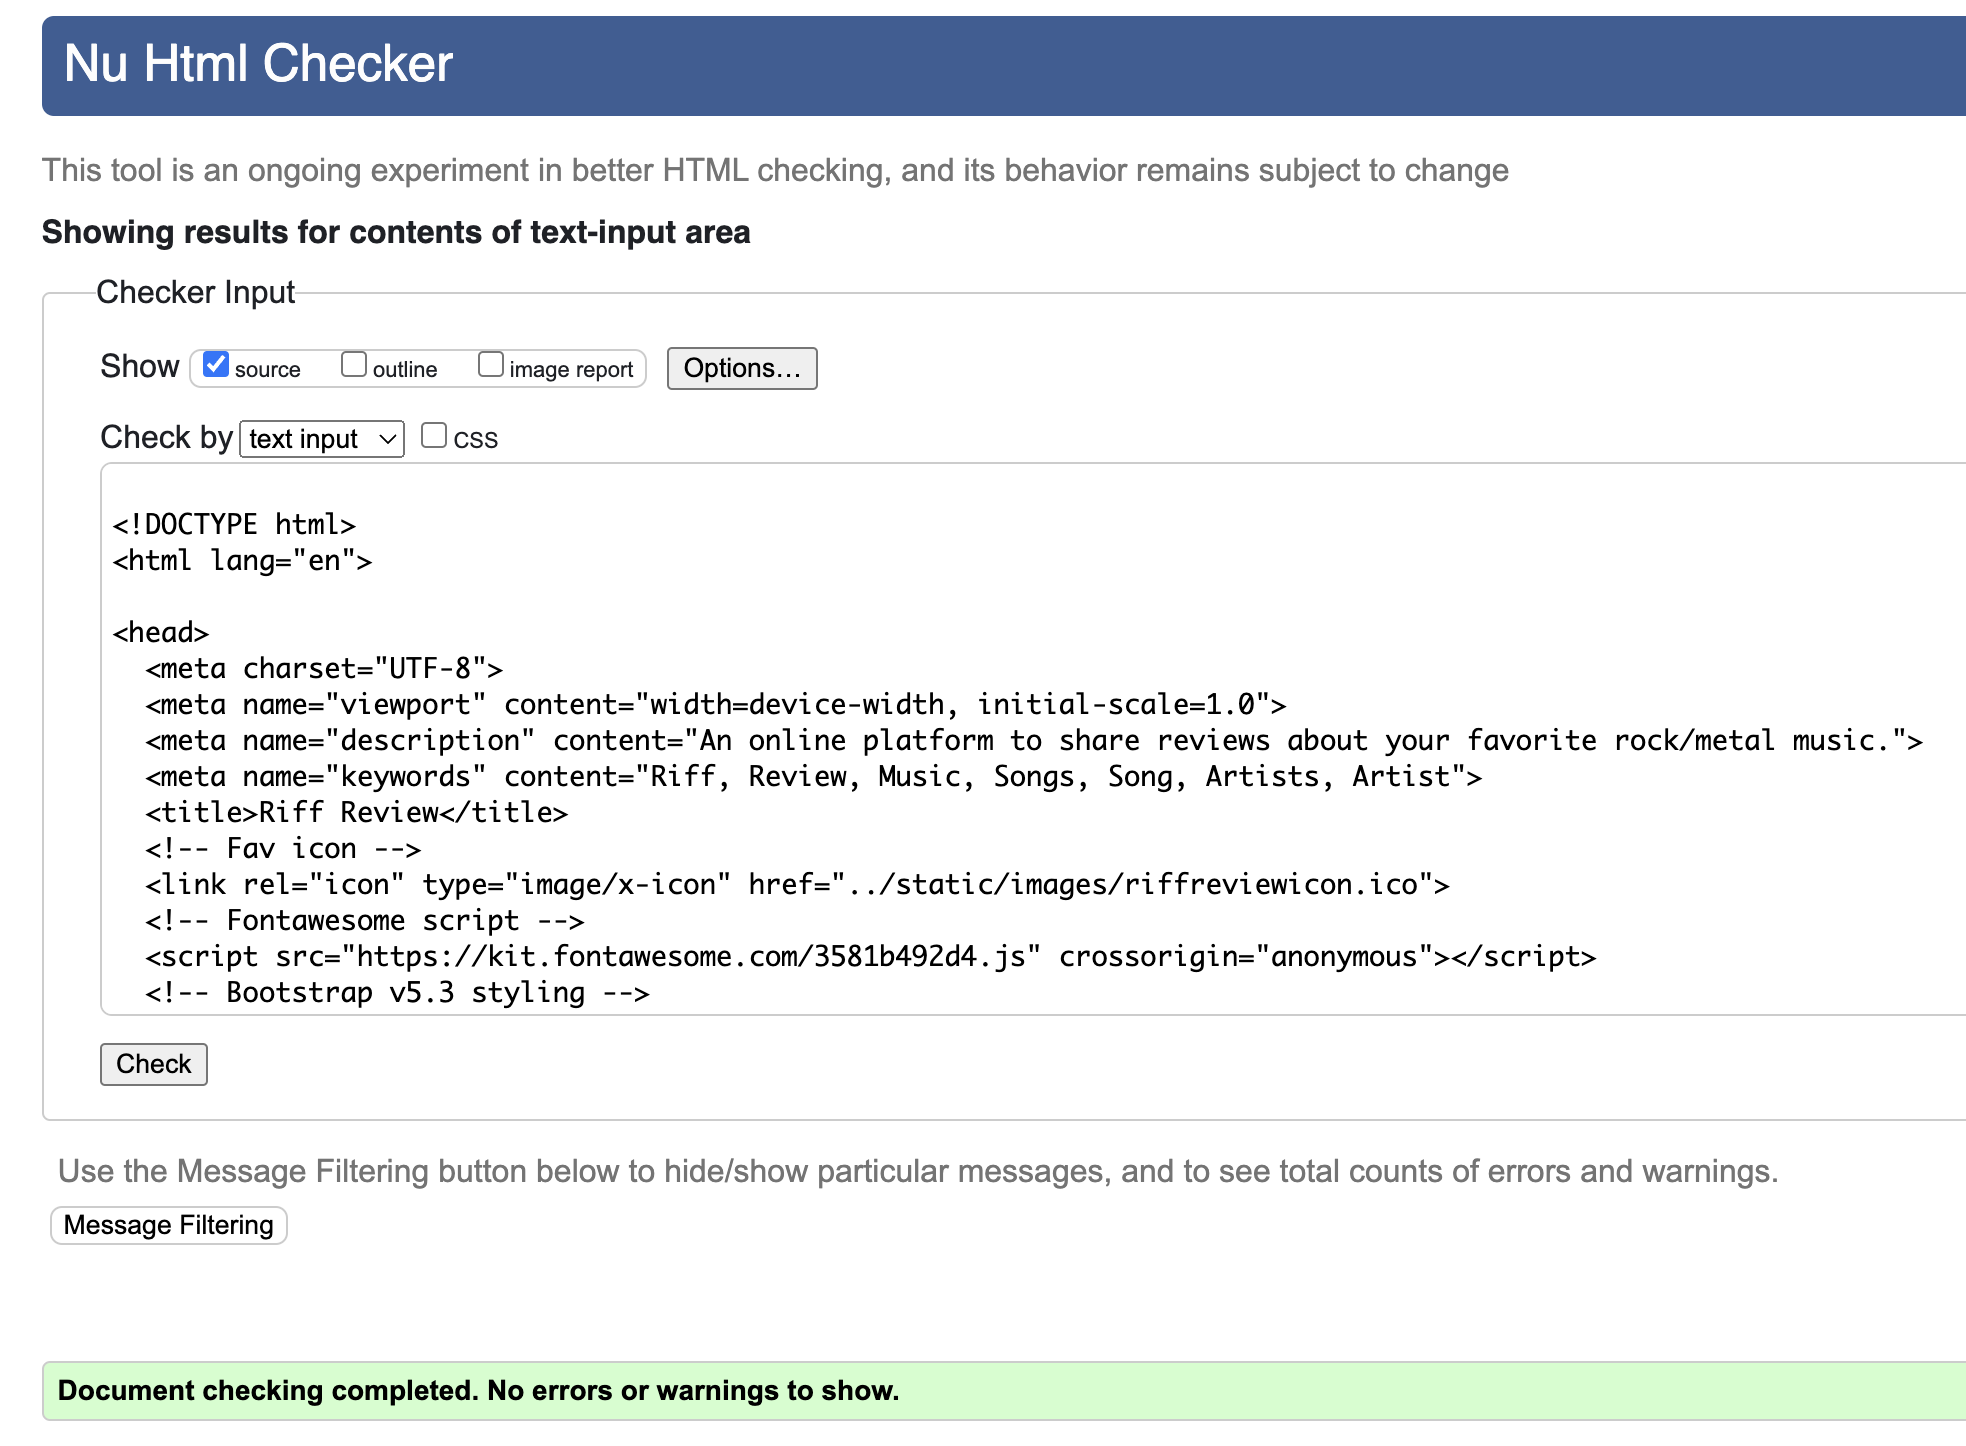 Nu Html Checker
This tool is an ongoing experiment in better HTML checking, and its behavior remains subject to change
Showing results for contents of text-input area
Checker Input
Show source outline image report Options…
Check by text input CSS
<!DOCTYPE html>
<html lang="en">
<head>
  <meta charset="UTF-8">
  <meta name="viewport" content="width=device-width, initial-scale=1.0">
  <meta name="description" content="An online platform to share reviews about your favorite rock/metal music.">
  <meta name="keywords" content="Riff, Review, Music, Songs, Song, Artists, Artist">
  <title>Riff Review</title>
  <!-- Fav icon -->
  <link rel="icon" type="image/x-icon" href="../static/images/riffreviewicon.ico">
  <!-- Fontawesome script -->
  <script src="https://kit.fontawesome.com/3581b492d4.js" crossorigin="anonymous"></script>
  <!-- Bootstrap v5.3 styling -->
Check
Use the Message Filtering button below to hide/show particular messages, and to see total counts of errors and warnings.
Message Filtering
Document checking completed. No errors or warnings to show.